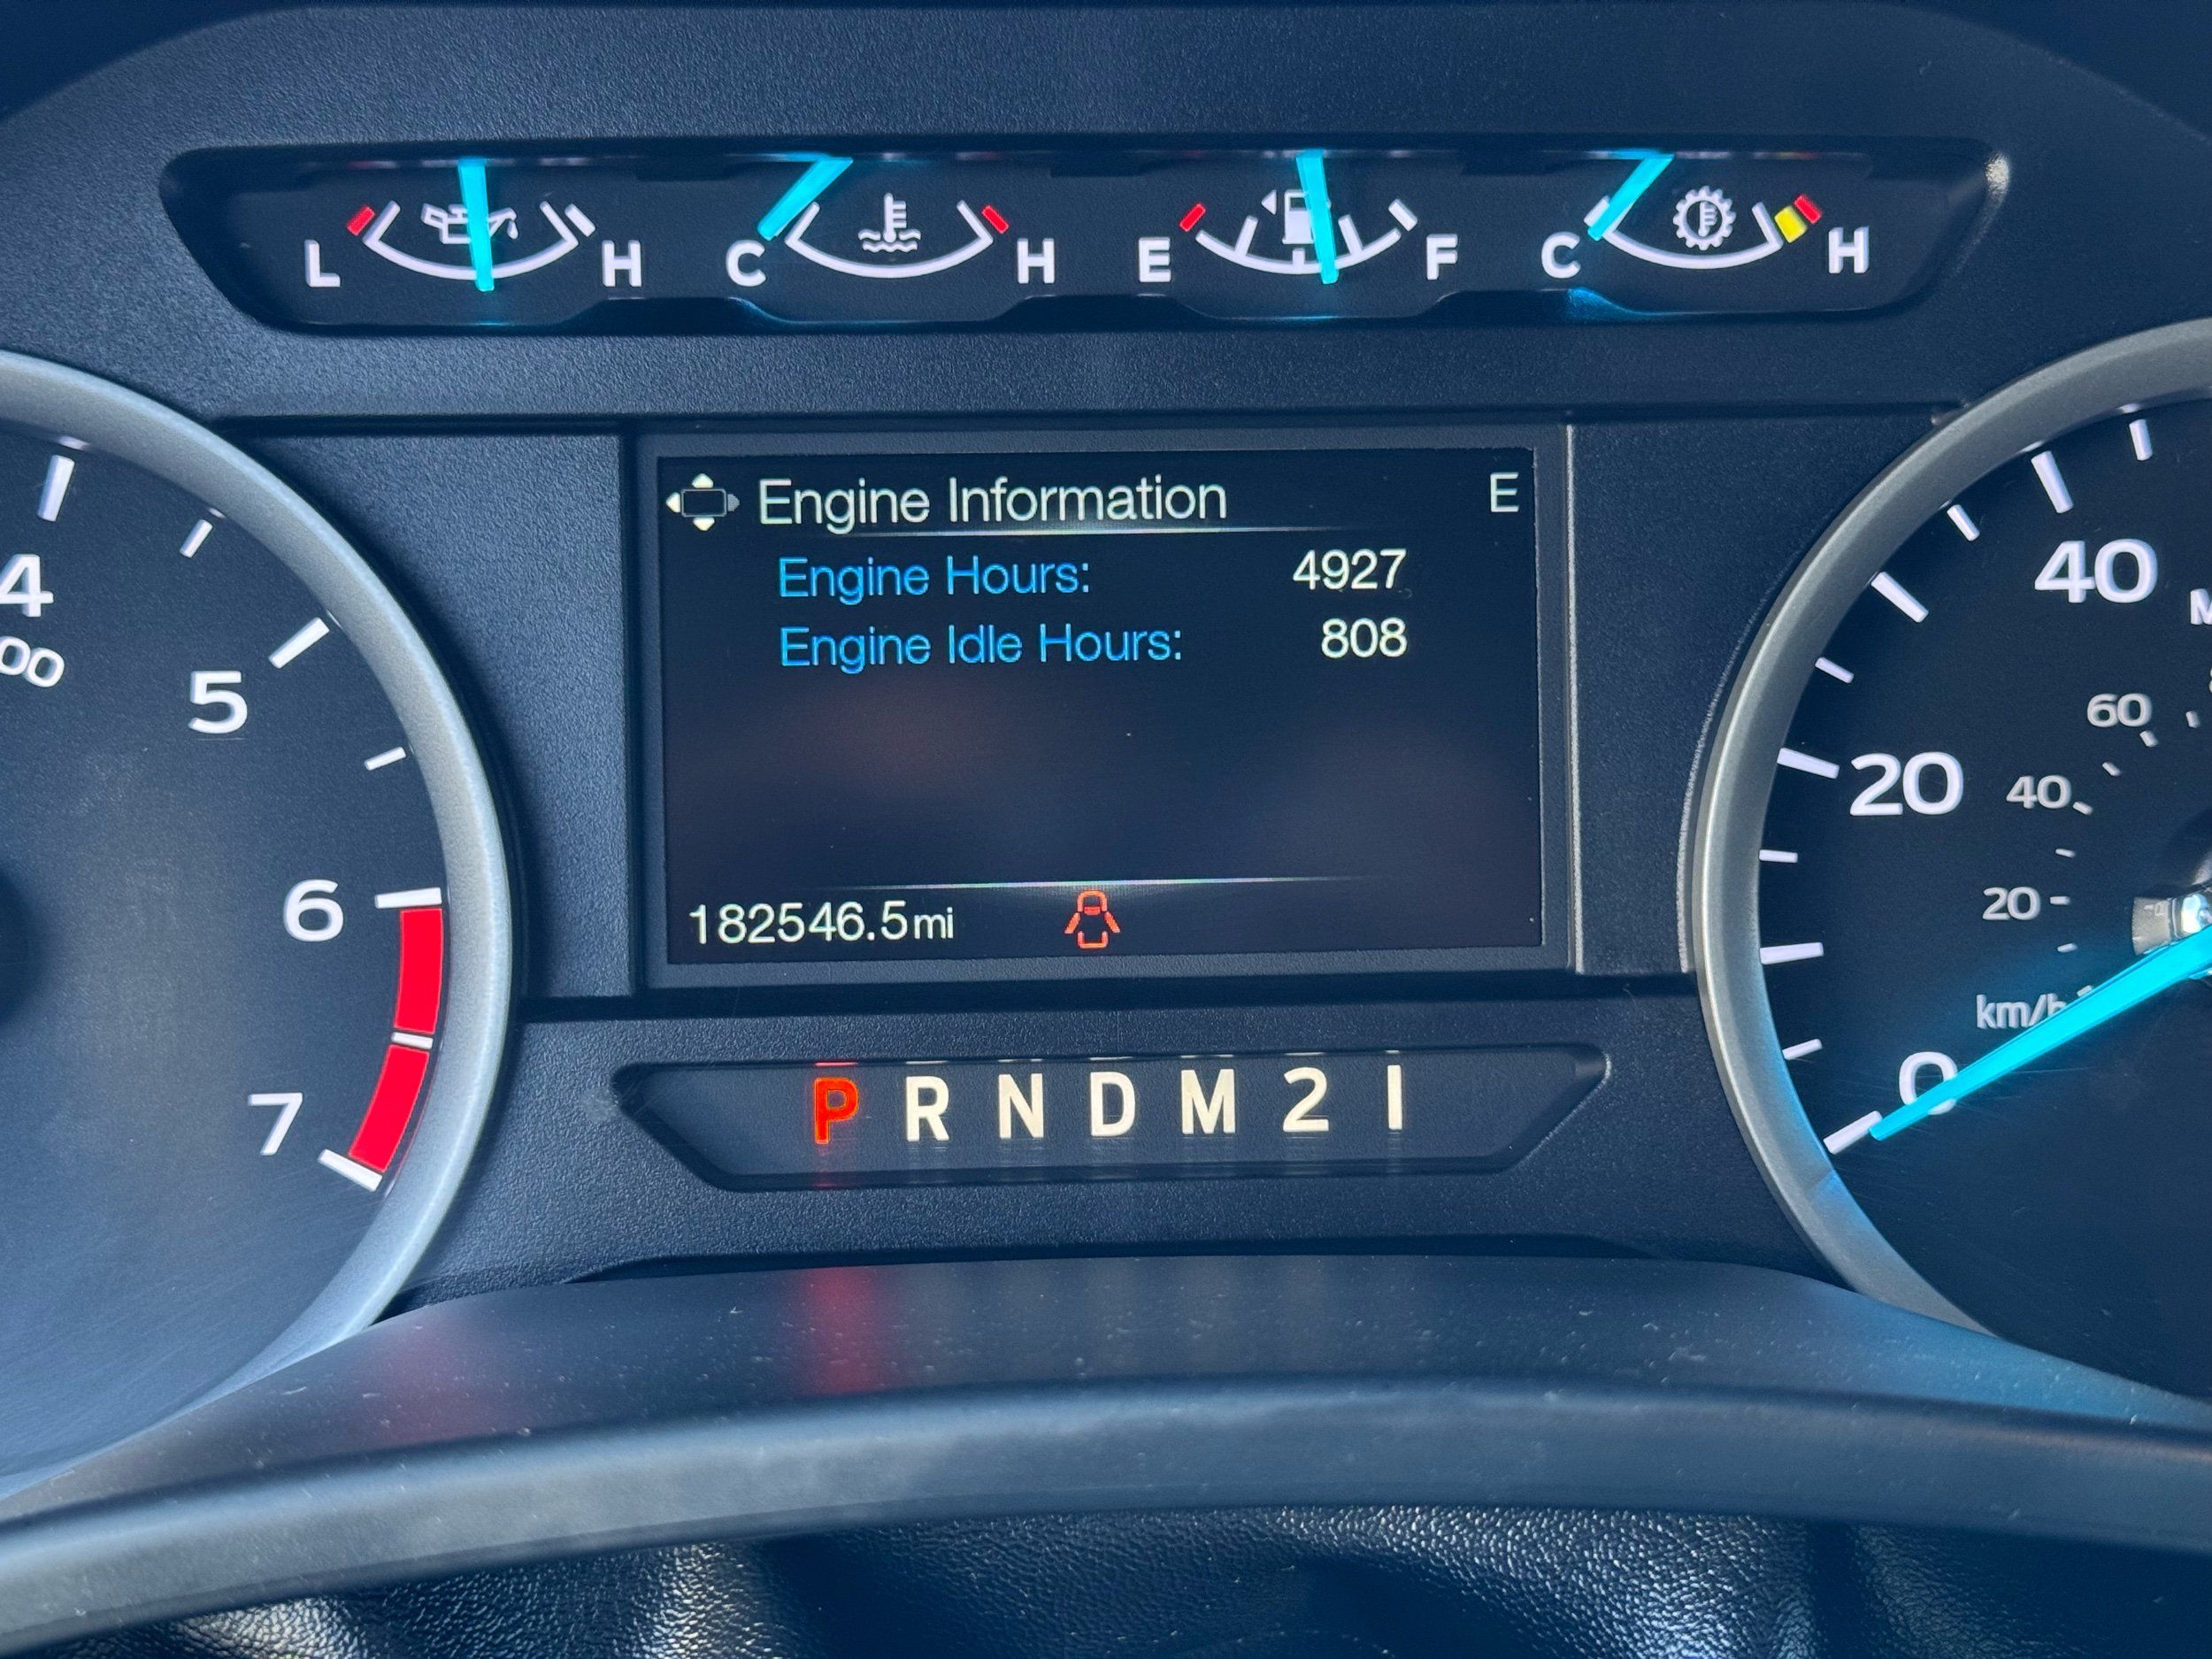 L H C H E F C H
Engine Information E
Engine Hours: 4927
Engine Idle Hours: 808
182546.5mi
P R N D M 2 1
4
00
5
6
7
40
20
0
60
40
20
km/h